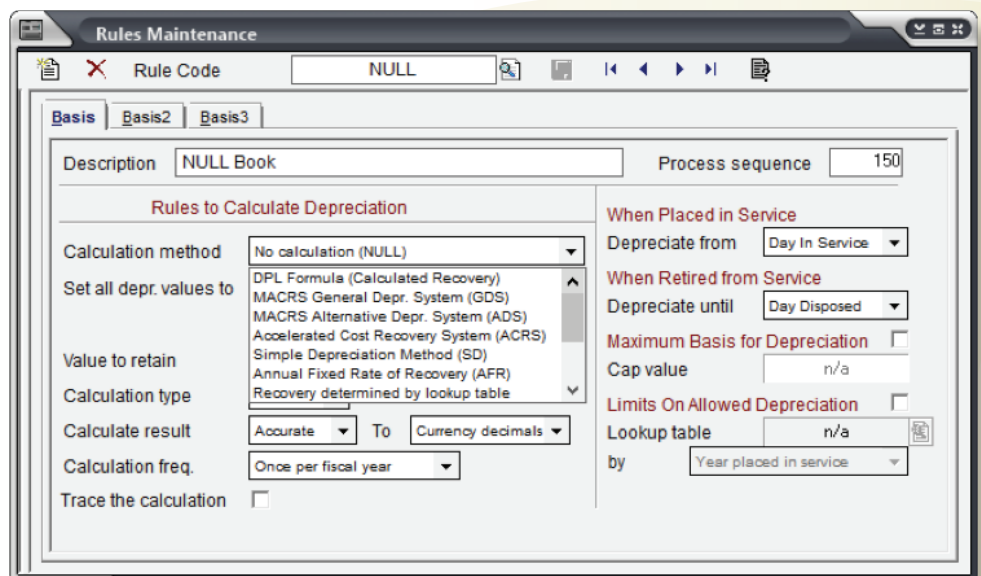 Rules Maintenance
Rule Code NULL
Basis Basis2 Basis3
Description NULL Book Process sequence 150
Rules to Calculate Depreciation
Calculation method No calculation (NULL)
DPL Formula (Calculated Recovery)
MACRS General Depr. System (GDS)
MACRS Alternative Depr. System (ADS)
Accelerated Cost Recovery System (ACRS)
Simple Depreciation Method (SD)
Annual Fixed Rate of Recovery (AFR)
Recovery determined by lookup table
Set all depr. values to
Value to retain
Calculation type
Calculate result Accurate To Currency decimals
Calculation freq. Once per fiscal year
Trace the calculation
When Placed in Service
Depreciate from Day In Service
When Retired from Service
Depreciate until Day Disposed
Maximum Basis for Depreciation
Cap value n/a
Limits On Allowed Depreciation
Lookup table n/a
by Year placed in service